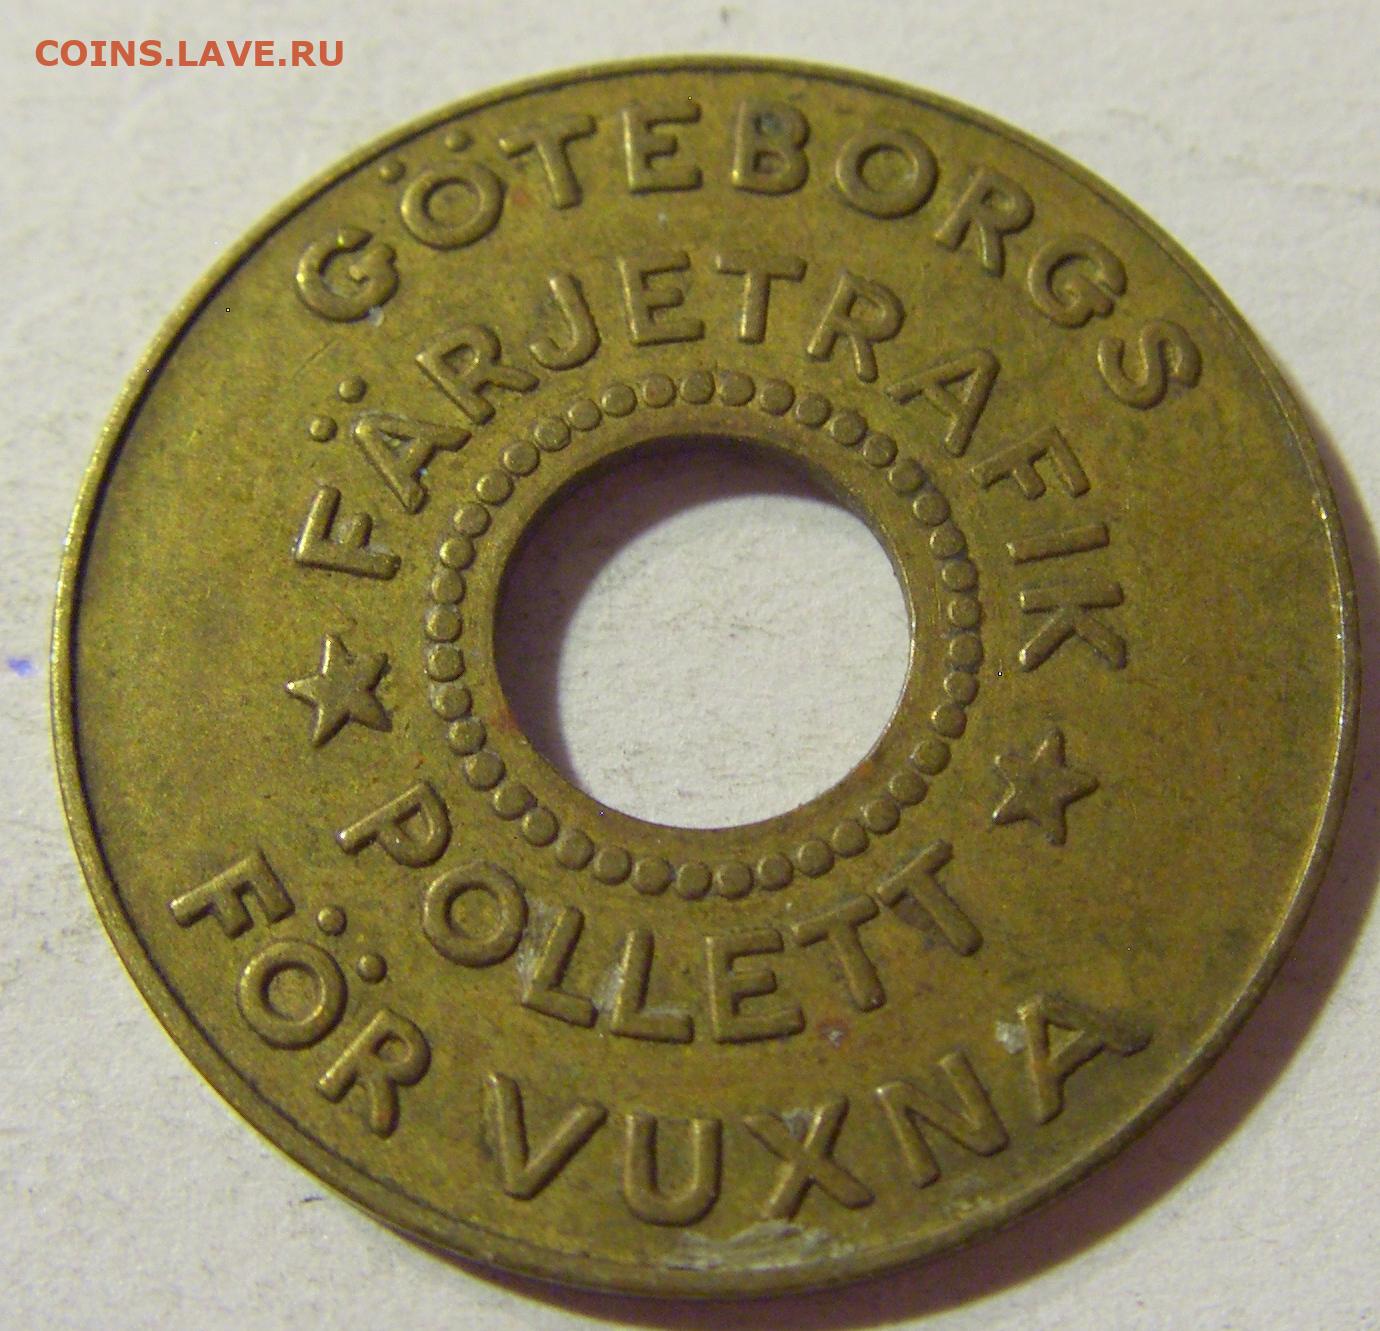 COINS.LAVE.RU
GÖTEBORGS
FÄRJETRAFIK
POLLETT
FÖR VUXNA